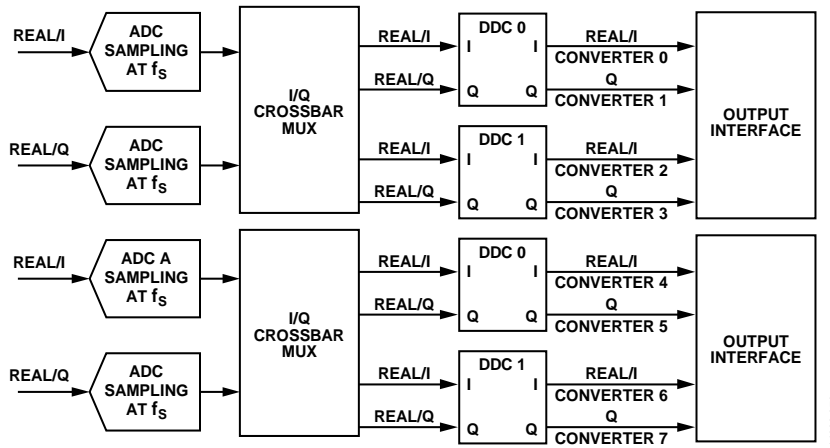 REAL/I
ADC
SAMPLING
AT fS
REAL/Q
ADC
SAMPLING
AT fS
I/Q
CROSSBAR
MUX
REAL/I
REAL/Q
REAL/I
REAL/Q
DDC 0
I
I
Q
Q
DDC 1
I
I
Q
Q
REAL/I
CONVERTER 0
Q
CONVERTER 1
REAL/I
CONVERTER 2
Q
CONVERTER 3
OUTPUT
INTERFACE
REAL/I
ADC A
SAMPLING
AT fS
REAL/Q
ADC
SAMPLING
AT fS
I/Q
CROSSBAR
MUX
REAL/I
REAL/Q
REAL/I
REAL/Q
DDC 0
I
I
Q
Q
DDC 1
I
I
Q
Q
REAL/I
CONVERTER 4
Q
CONVERTER 5
REAL/I
CONVERTER 6
Q
CONVERTER 7
OUTPUT
INTERFACE